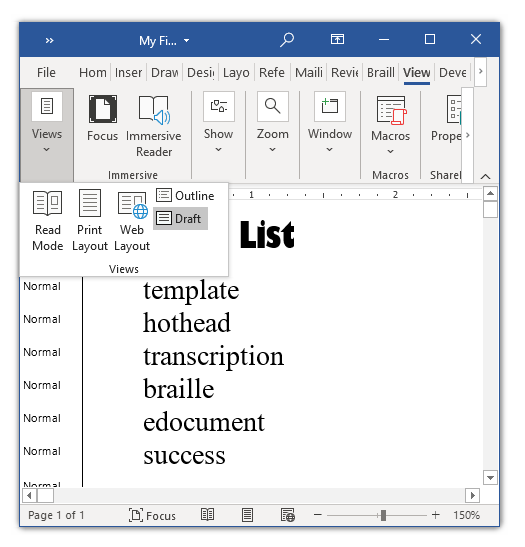 » My Fi...
File Hom Inser Draw Desig Layo Refe Maili Revie Braill View Deve
Views Focus Immersive Reader Show Zoom Window Macros Prope
Immersive Macros Sharel
Read Mode Print Layout Web Layout Outline
Draft
Views
1 2
List
Normal template
Normal hothead
Normal transcription
Normal braille
Normal edocument
Normal success
Normal
Page 1 of 1 Focus 150%